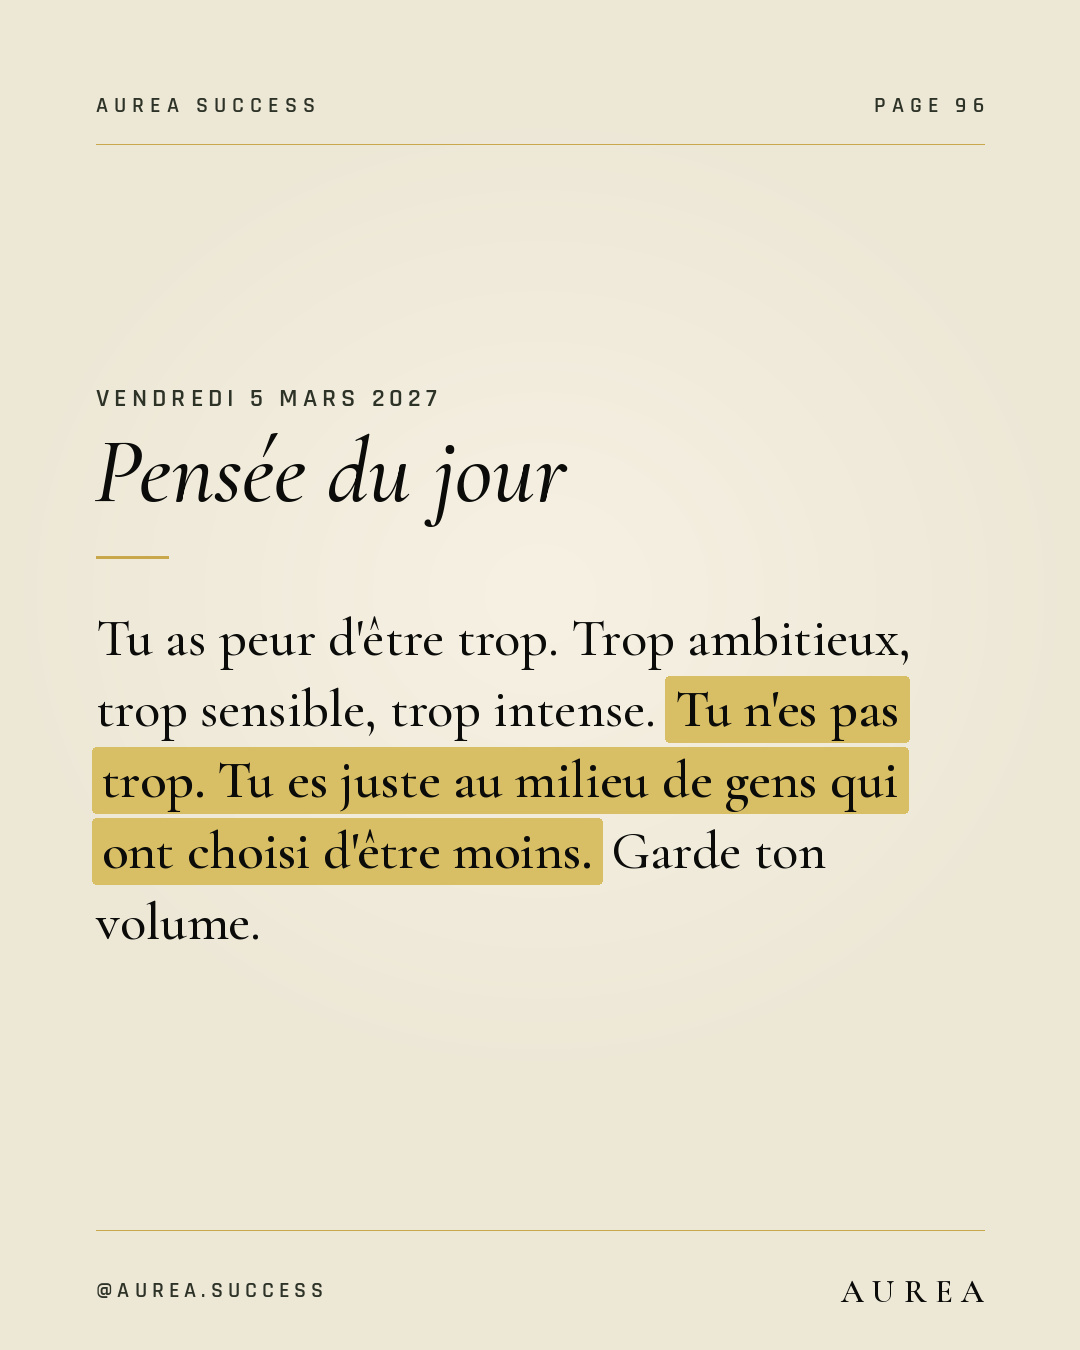 AUREA SUCCESS
PAGE 96
VENDREDI 5 MARS 2027
Pensée du jour
Tu as peur d'être trop. Trop ambitieux,
trop sensible, trop intense. Tu n'es pas
trop. Tu es juste au milieu de gens qui
ont choisi d'être moins. Garde ton
volume.
@AUREA.SUCCESS
AUREA